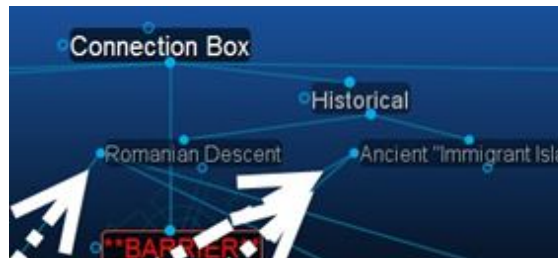 Connection Box
Historical
Romanian Descent
Ancient "Immigrant Isla
**BARRIER**